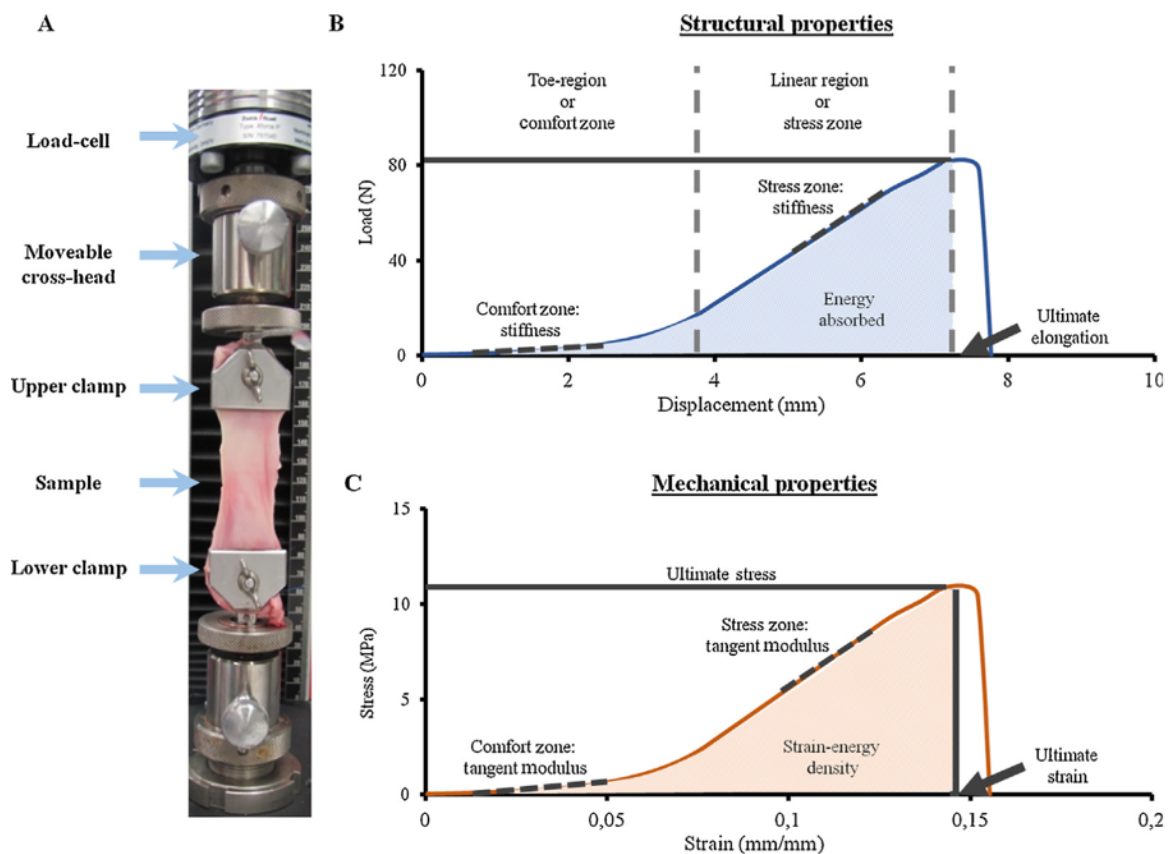 A
Load-cell
Moveable
cross-head
Upper clamp
Sample
Lower clamp
B
Structural properties
Toe-region
or
comfort zone
Linear region
or
stress zone
Load (N)
120
80
40
0
Stress zone:
stiffness
Comfort zone:
stiffness
Energy
absorbed
Ultimate
elongation
0
2
4
6
8
10
Displacement (mm)
C
Mechanical properties
Stress (MPa)
15
10
5
0
Ultimate stress
Stress zone:
tangent modulus
Comfort zone:
tangent modulus
Strain-energy
density
Ultimate
strain
0
0,05
0,1
0,15
0,2
Strain (mm/mm)